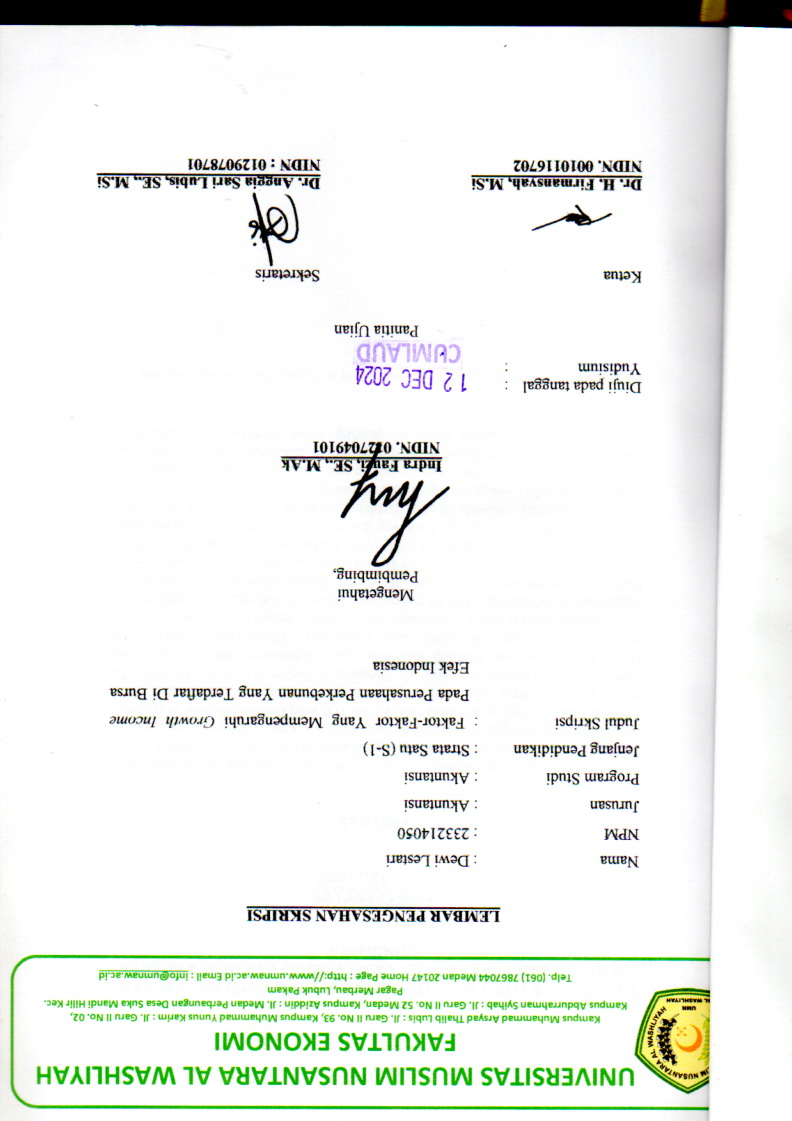 UNIVERSITAS MUSLIM NUSANTARA AL WASHLIYAH
FAKULTAS EKONOMI
Kampus Muhammad Arsyad Thalib Lubis : Jl. Garu II No. 93, Kampus Muhammad Yunus Karim : Jl. Garu II No. 02,
Kampus Abdurrahman Syihab : Jl. Garu II No. 52 Medan, Kampus Aziddin : Jl. Medan Perbaungan Desa Suka Mandi Hilir Kec.
Pagar Merbau, Lubuk Pakam
Telp. (061) 7867044 Medan 20147 Home Page : http://www.umnaw.ac.id Email : info@umnaw.ac.id
UMN
AL WASHLIYAH
LEMBAR PENGESAHAN SKRIPSI
Nama : Dewi Lestari
NPM : 233214050
Jurusan : Akuntansi
Program Studi : Akuntansi
Jenjang Pendidikan : Strata Satu (S-1)
Judul Skripsi : Faktor-Faktor Yang Mempengaruhi Growth Income
Pada Perusahaan Perkebunan Yang Terdaftar Di Bursa
Efek Indonesia
Mengetahui
Pembimbing,
Indra Fauzi, SE., M.Ak
NIDN. 0127049101
Diuji pada tanggal : 12 DEC 2024
Yudisium : CUMLAUD
Panitia Ujian
Ketua Sekretaris
Dr. H. Firmansyah, M.Si Dr. Anggia Sari Lubis, SE., M.Si
NIDN. 0010116702 NIDN : 0129078701